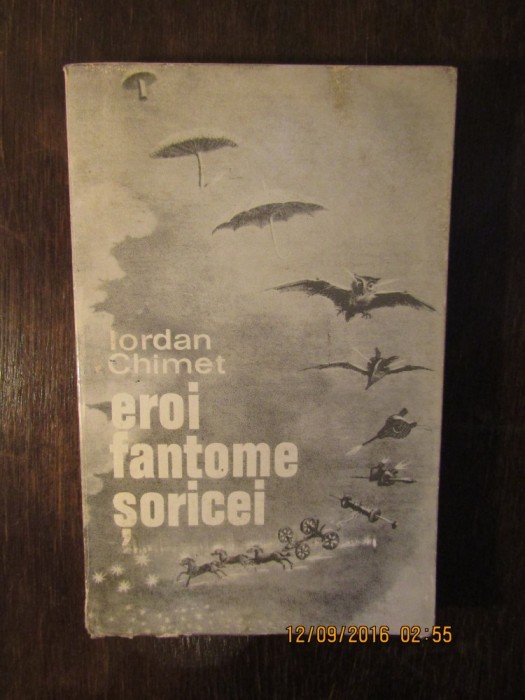 Iordan
Chimet
eroi
fantome
șoricei
12/09/2016 02:55